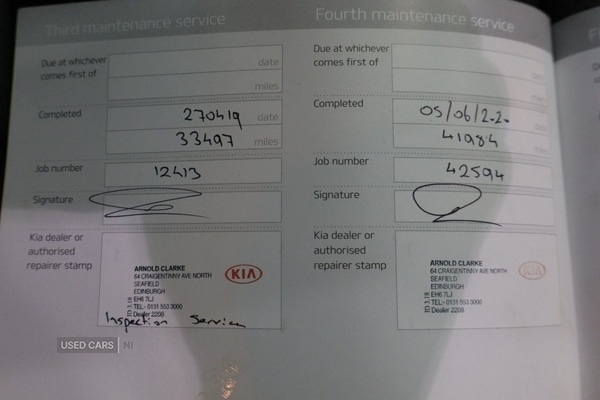 Third maintenance service
Due at whichever
comes first of
date
miles
Completed
270419
date
33497
miles
Job number
12413
Signature
Kia dealer or
authorised
repairer stamp
ARNOLD CLARKE
64 CRAIGENTINNY AVE NORTH
SEAFIELD
EDINBURGH
EH6 7LJ
TEL:- 0131 553 3000
Dealer 2208
KIA
Inspection Service
Fourth maintenance service
Due at whichever
comes first of
Completed
05/06/2.2.
41984
Job number
42594
Signature
Kia dealer or
authorised
repairer stamp
ARNOLD CLARKE
64 CRAIGENTINNY AVE NORTH
SEAFIELD
EDINBURGH
EH6 7LJ
TEL:- 0131 553 3000
Dealer 2208
KIA
USED CARS NI